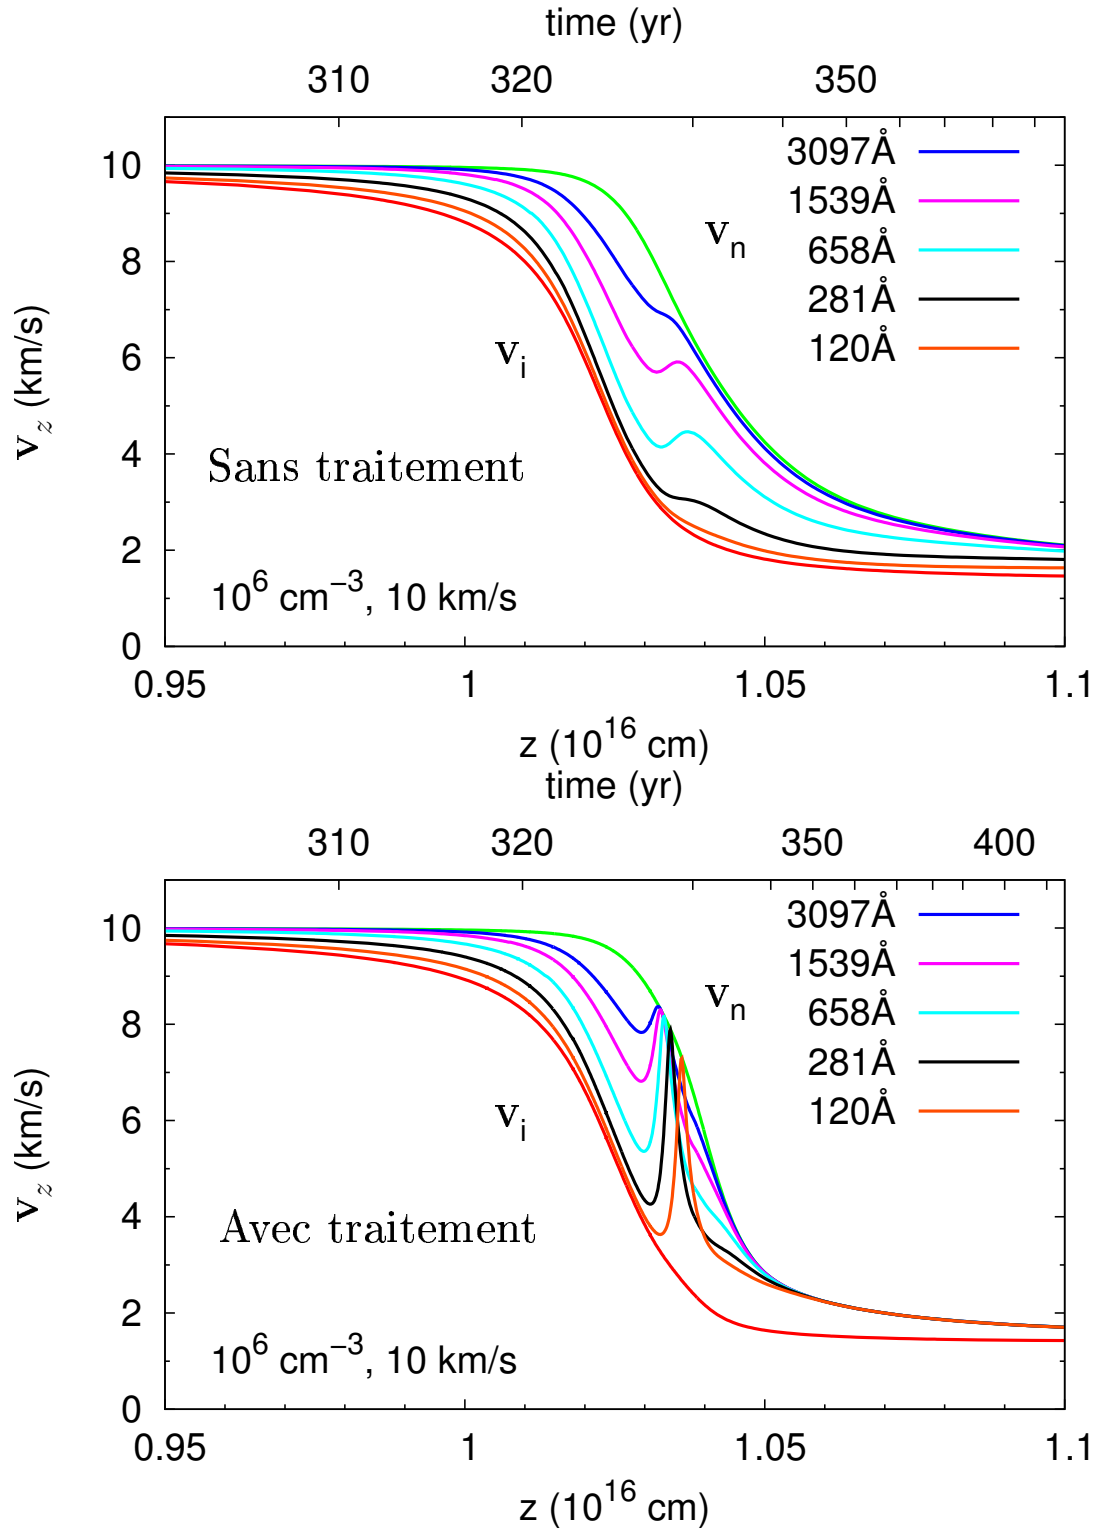 time (yr)
310 320 350
10
8
6
4
2
0
v_z (km/s)
3097Å
1539Å
658Å
281Å
120Å
v_n
v_i
Sans traitement
10^6 cm^−3, 10 km/s
0.95 1 1.05 1.1
z (10^16 cm)
time (yr)
310 320 350 400
10
8
6
4
2
0
v_z (km/s)
3097Å
1539Å
658Å
281Å
120Å
v_n
v_i
Avec traitement
10^6 cm^−3, 10 km/s
0.95 1 1.05 1.1
z (10^16 cm)